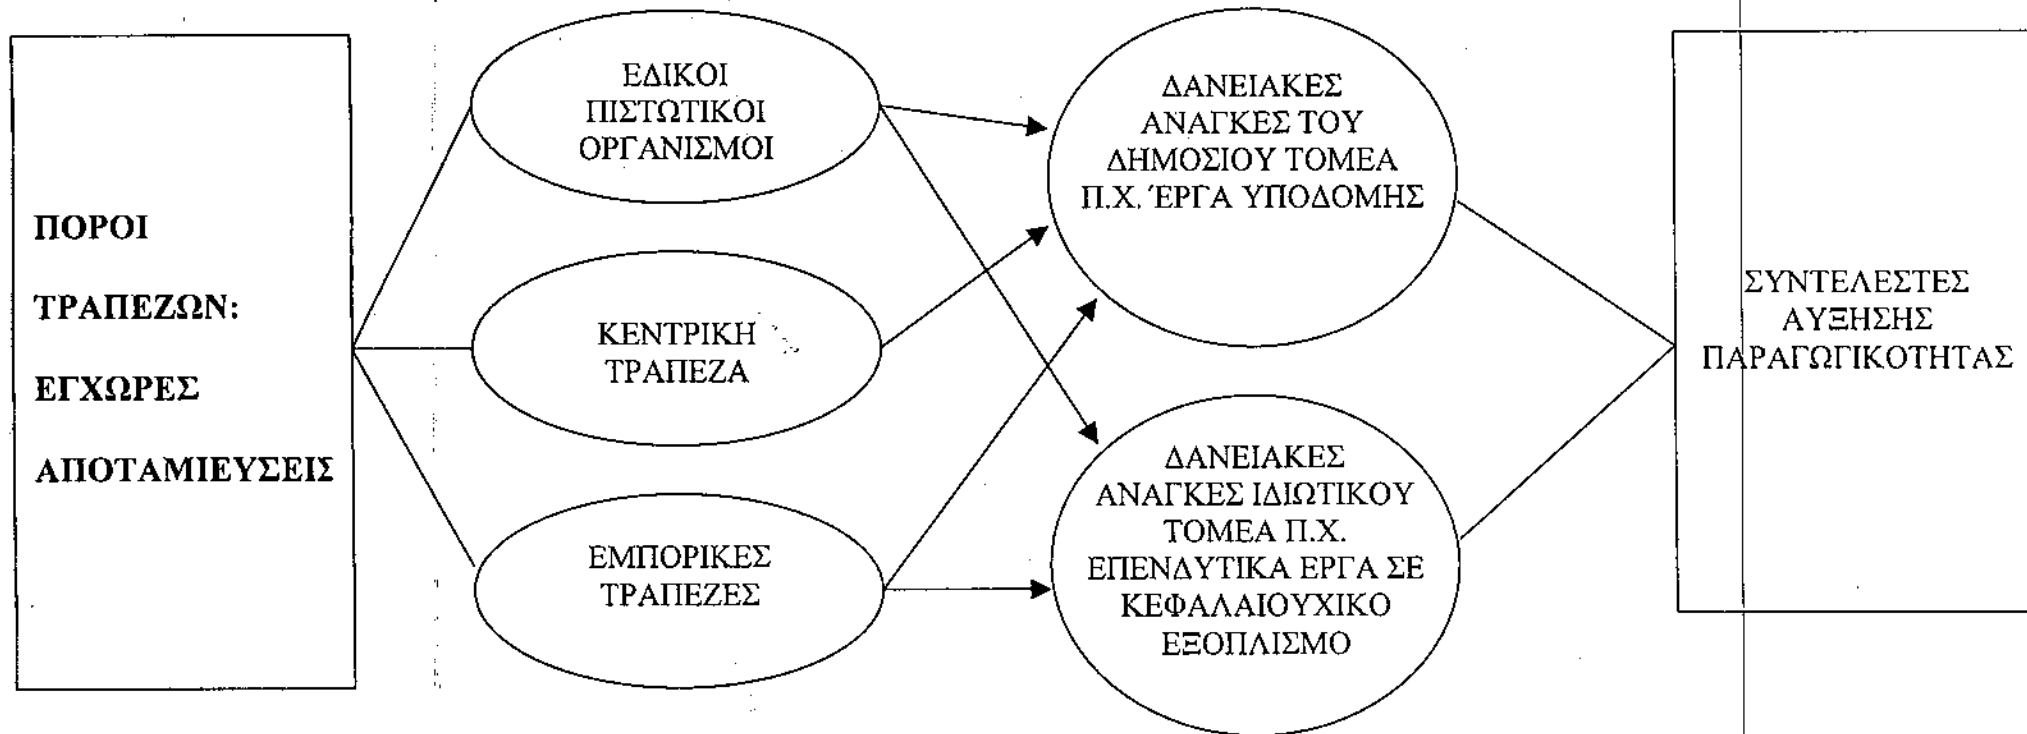 ΠΟΡΟΙ
ΤΡΑΠΕΖΩΝ:
ΕΓΧΩΡΕΣ
ΑΠΟΤΑΜΙΕΥΣΕΙΣ
ΕΔΙΚΟΙ
ΠΙΣΤΩΤΙΚΟΙ
ΟΡΓΑΝΙΣΜΟΙ
ΚΕΝΤΡΙΚΗ
ΤΡΑΠΕΖΑ
ΕΜΠΟΡΙΚΕΣ
ΤΡΑΠΕΖΕΣ
ΔΑΝΕΙΑΚΕΣ
ΑΝΑΓΚΕΣ ΤΟΥ
ΔΗΜΟΣΙΟΥ ΤΟΜΕΑ
Π.Χ. ΈΡΓΑ ΥΠΟΔΟΜΗΣ
ΔΑΝΕΙΑΚΕΣ
ΑΝΑΓΚΕΣ ΙΔΙΩΤΙΚΟΥ
ΤΟΜΕΑ Π.Χ.
ΕΠΕΝΔΥΤΙΚΑ ΕΡΓΑ ΣΕ
ΚΕΦΑΛΑΙΟΥΧΙΚΟ
ΕΞΟΠΛΙΣΜΟ
ΣΥΝΤΕΛΕΣΤΕΣ
ΑΥΞΗΣΗΣ
ΠΑΡΑΓΩΓΙΚΟΤΗΤΑΣ